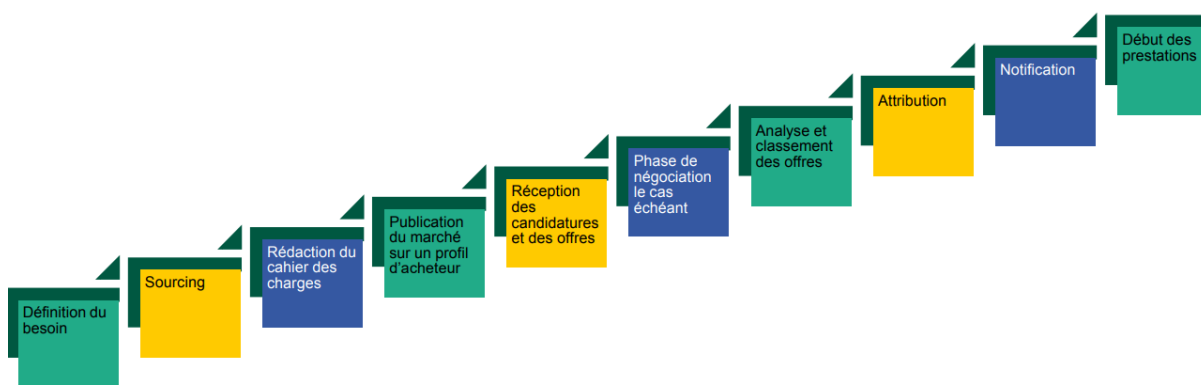 Définition du
besoin
Sourcing
Rédaction du
cahier des
charges
Publication
du marché
sur un profil
d'acheteur
Réception
des
candidatures
et des offres
Phase de
négociation
le cas
échéant
Analyse et
classement
des offres
Attribution
Notification
Début des
prestations